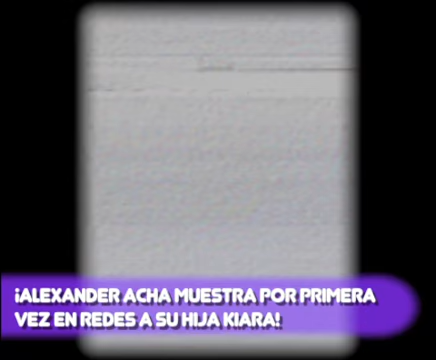 ¡ALEXANDER ACHA MUESTRA POR PRIMERA
VEZ EN REDES A SU HIJA KIARA!